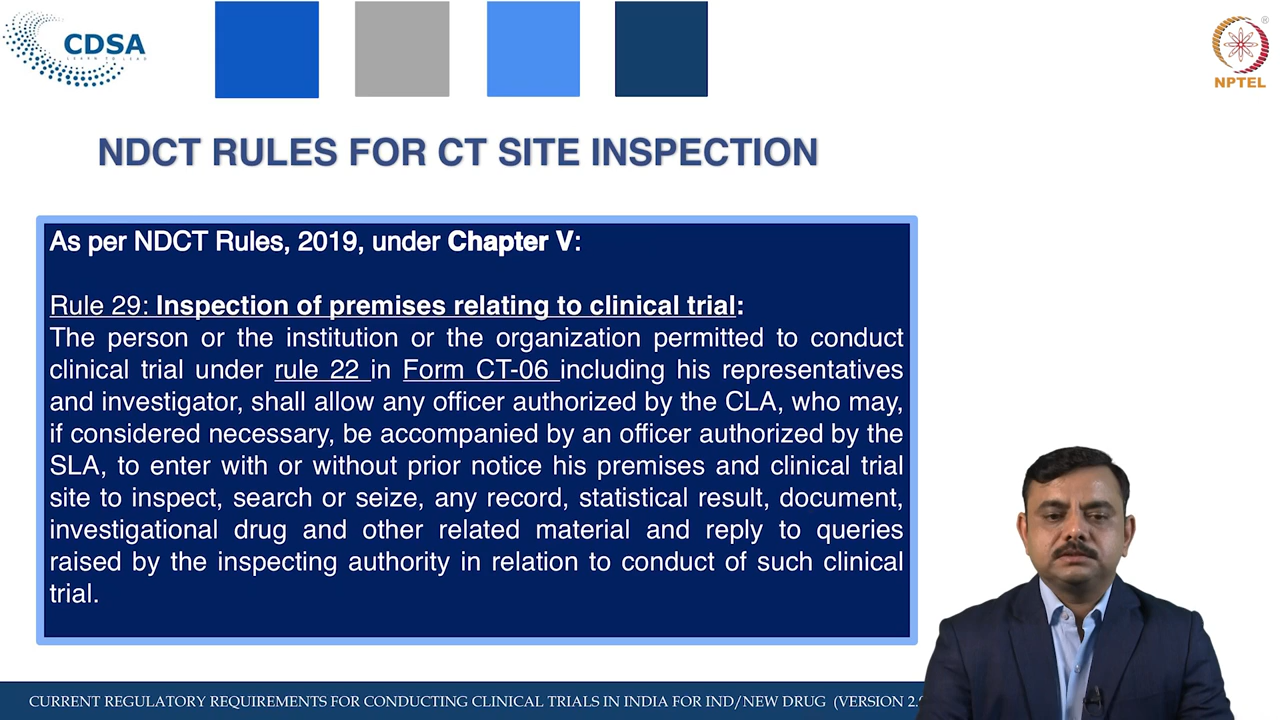 CDSA
LEARN TO LEAD
®
NPTEL
NDCT RULES FOR CT SITE INSPECTION
As per NDCT Rules, 2019, under Chapter V:
Rule 29: Inspection of premises relating to clinical trial:
The person or the institution or the organization permitted to conduct
clinical trial under rule 22 in Form CT-06 including his representatives
and investigator, shall allow any officer authorized by the CLA, who may,
if considered necessary, be accompanied by an officer authorized by the
SLA, to enter with or without prior notice his premises and clinical trial
site to inspect, search or seize, any record, statistical result, document,
investigational drug and other related material and reply to queries
raised by the inspecting authority in relation to conduct of such clinical
trial.
CURRENT REGULATORY REQUIREMENTS FOR CONDUCTING CLINICAL TRIALS IN INDIA FOR IND/NEW DRUG (VERSION 2.